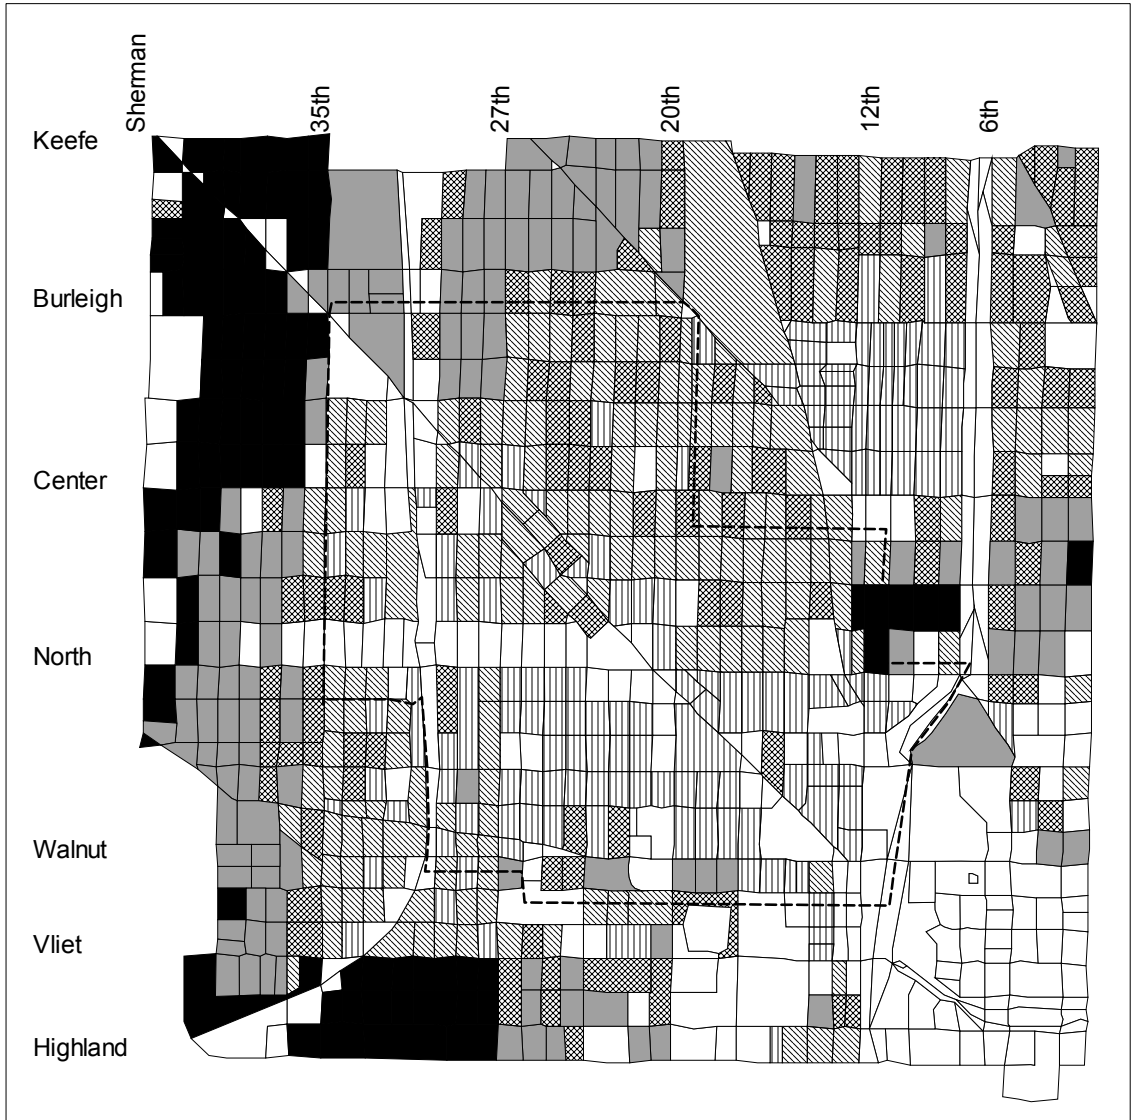 Sherman
35th
27th
20th
12th
6th
Keefe
Burleigh
Center
North
Walnut
Vliet
Highland